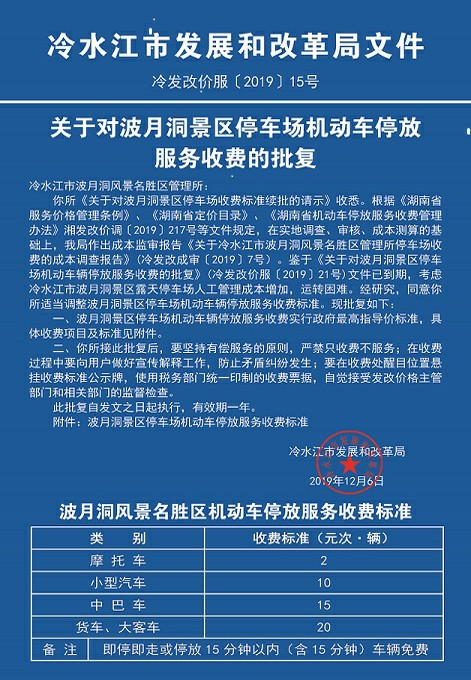 冷水江市发展和改革局文件
冷发改价服〔2019〕15号
关于对波月洞景区停车场机动车停放
服务收费的批复
冷水江市波月洞风景名胜区管理所：
你所《关于对波月洞景区停车场收费标准续批的请示》收悉。根据《湖南省
服务价格管理条例》、《湖南省定价目录》、《湖南省机动车停放服务收费管理
办法》湘发改价调〔2019〕217号等文件规定，在实地调查、审核、成本测算的基
础上，我局作出成本监审报告《关于冷水江市波月洞风景名胜区管理所停车场收
费的成本调查报告》（冷发改成审〔2019〕7号）。鉴于《关于对波月洞景区停车
场机动车辆停放收费的批复》（冷发改价服〔2019〕21号）文件已到期，考虑
冷水江市波月洞景区露天停车场人工管理成本增加，运转困难。经研究，同意你
所适当调整波月洞景区停车场机动车辆停放服务收费标准。现批复如下：
一、波月洞景区停车场机动车辆停放服务收费实行政府最高指导价标准，具
体收费项目及标准见附件。
二、你所接此批复后，要坚持有偿服务的原则，严禁只收费不服务；在收费
过程中要向用户做好宣传解释工作，防止矛盾纠纷发生；要在收费处醒目位置悬
挂收费标准公示牌，使用税务部门统一印制的收费票据，自觉接受发改价格主管
部门和相关部门的监督检查。
此批复自发文之日起执行，有效期一年。
附件：波月洞景区停车场机动车停放服务收费标准
冷水江市发展和改革局
2019年12月6日
波月洞风景名胜区机动车停放服务收费标准
类 别 收费标准（元次·辆）
摩 托 车 2
小型汽车 10
中 巴 车 15
货车、大客车 20
备 注 即停即走或停放 15 分钟以内（含 15 分钟）车辆免费